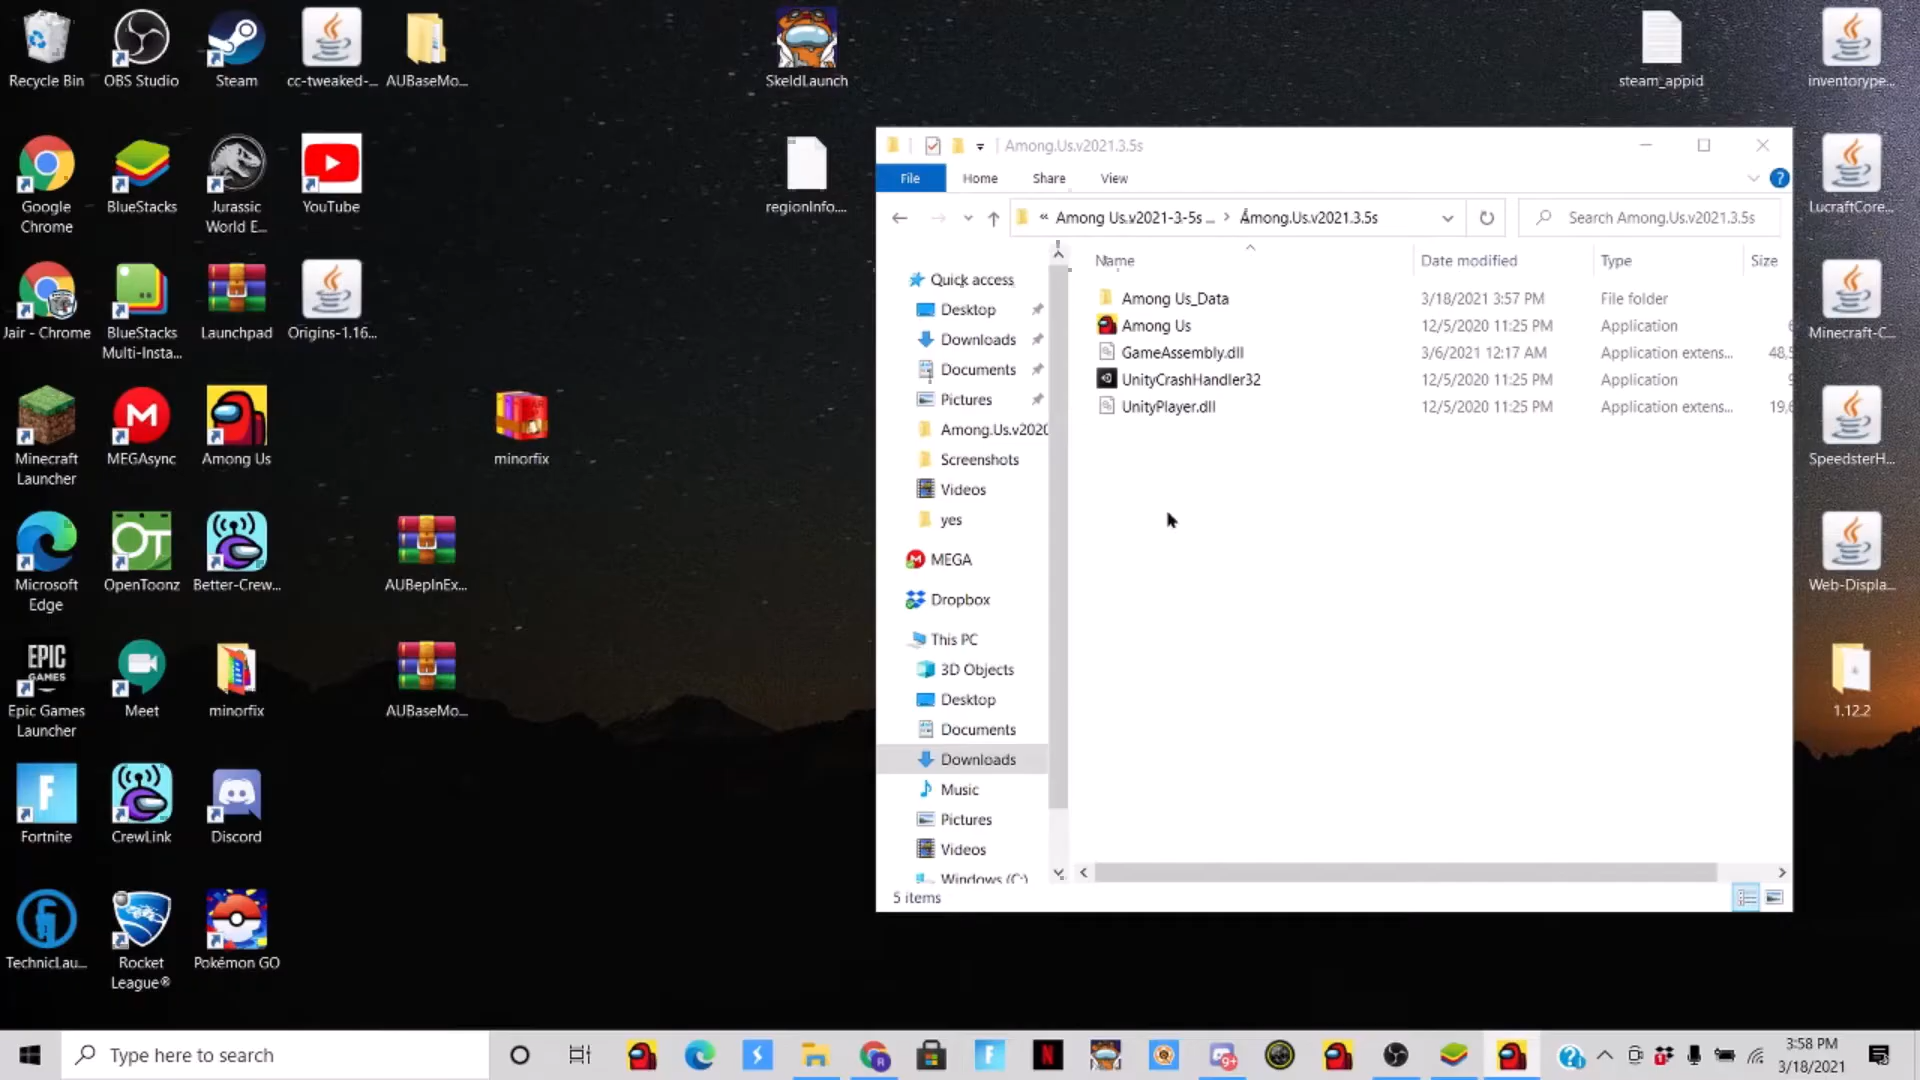 Recycle Bin
OBS Studio
Steam
cc-tweaked-...
AUBaseMo...
SkeldLaunch
steam_appid
inventorype...
Google
Chrome
BlueStacks
Jurassic
World E...
YouTube
regionInfo....
LucraftCore...
Jair - Chrome
BlueStacks
Multi-Insta...
Launchpad
Origins-1.16...
Minecraft-C...
Minecraft
Launcher
MEGAsync
Among Us
minorfix
SpeedsterH...
Microsoft
Edge
OpenToonz
Better-Crew...
AUBepInEx...
Web-Displa...
EPIC
GAMES
Epic Games
Launcher
Meet
minorfix
AUBaseMo...
1.12.2
Fortnite
CrewLink
Discord
TechnicLau...
Rocket
League®
Pokémon GO
Among.Us.v2021.3.5s
File
Home
Share
View
« Among Us.v2021-3-5s ... > Among.Us.v2021.3.5s
Search Among.Us.v2021.3.5s
Name
Date modified
Type
Size
Among Us_Data 3/18/2021 3:57 PM File folder
Among Us 12/5/2020 11:25 PM Application
GameAssembly.dll 3/6/2021 12:17 AM Application extens... 48,5
UnityCrashHandler32 12/5/2020 11:25 PM Application
UnityPlayer.dll 12/5/2020 11:25 PM Application extens... 19,6
Quick access
Desktop
Downloads
Documents
Pictures
Among.Us.v2020
Screenshots
Videos
yes
MEGA
Dropbox
This PC
3D Objects
Desktop
Documents
Downloads
Music
Pictures
Videos
Windows (C:)
5 items
Type here to search
3:58 PM
3/18/2021